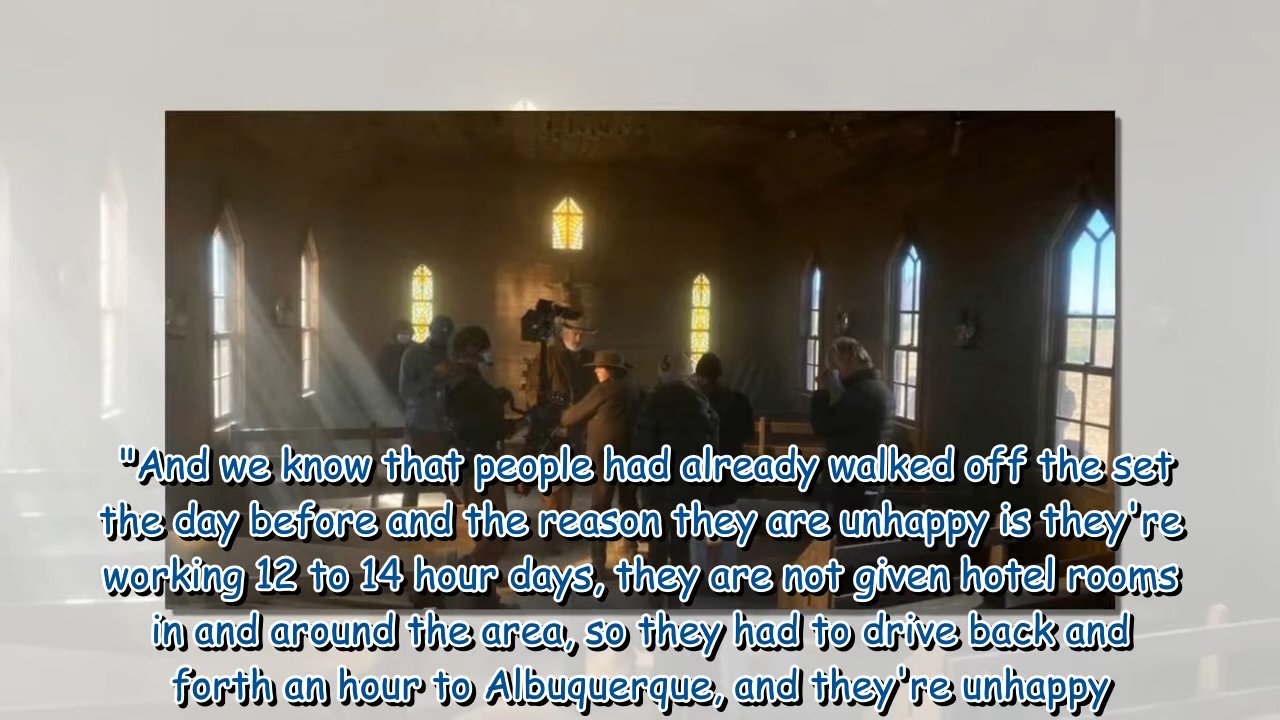 "And we know that people had already walked off the set
the day before and the reason they are unhappy is they're
working 12 to 14 hour days, they are not given hotel rooms
in and around the area, so they had to drive back and
forth an hour to Albuquerque, and they're unhappy